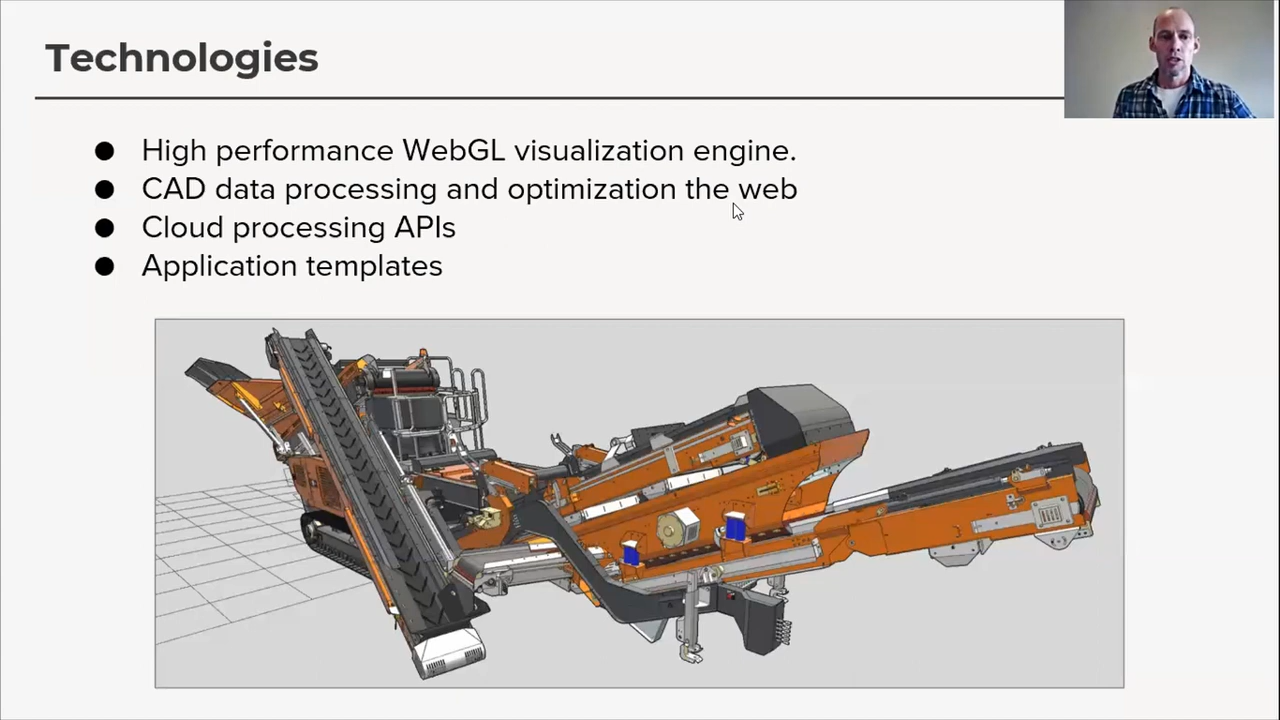 Technologies
● High performance WebGL visualization engine.
● CAD data processing and optimization the web
● Cloud processing APIs
● Application templates